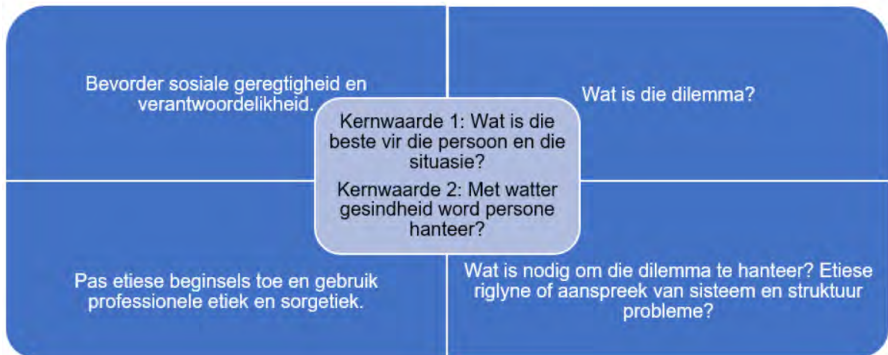 Bevorder sosiale geregtigheid en
verantwoordelikheid.
Wat is die dilemma?
Kernwaarde 1: Wat is die
beste vir die persoon en die
situasie?
Kernwaarde 2: Met watter
gesindheid word persone
hanteer?
Pas etiese beginsels toe en gebruik
professionele etiek en sorgetiek.
Wat is nodig om die dilemma te hanteer? Etiese
riglyne of aanspreek van sisteem en struktuur
probleme?